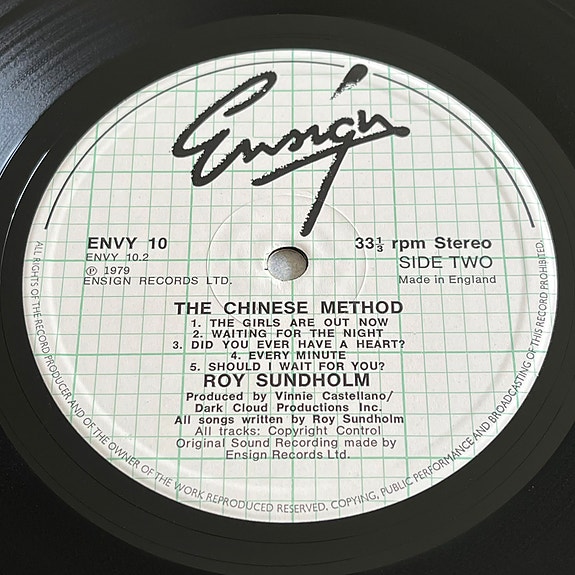 Ensign
ENVY 10
ENVY 10.2
℗ 1979
ENSIGN RECORDS LTD.
33⅓ rpm Stereo
SIDE TWO
Made in England
THE CHINESE METHOD
1. THE GIRLS ARE OUT NOW
2. WAITING FOR THE NIGHT
3. DID YOU EVER HAVE A HEART?
4. EVERY MINUTE
5. SHOULD I WAIT FOR YOU?
ROY SUNDHOLM
Produced by Vinnie Castellano/
Dark Cloud Productions Inc.
All songs written by Roy Sundholm
All tracks: Copyright Control
Original Sound Recording made by
Ensign Records Ltd.
ALL RIGHTS OF THE RECORD PRODUCER AND OF THE OWNER OF THE WORK REPRODUCED RESERVED. COPYING, PUBLIC PERFORMANCE AND BROADCASTING OF THIS RECORD PROHIBITED.